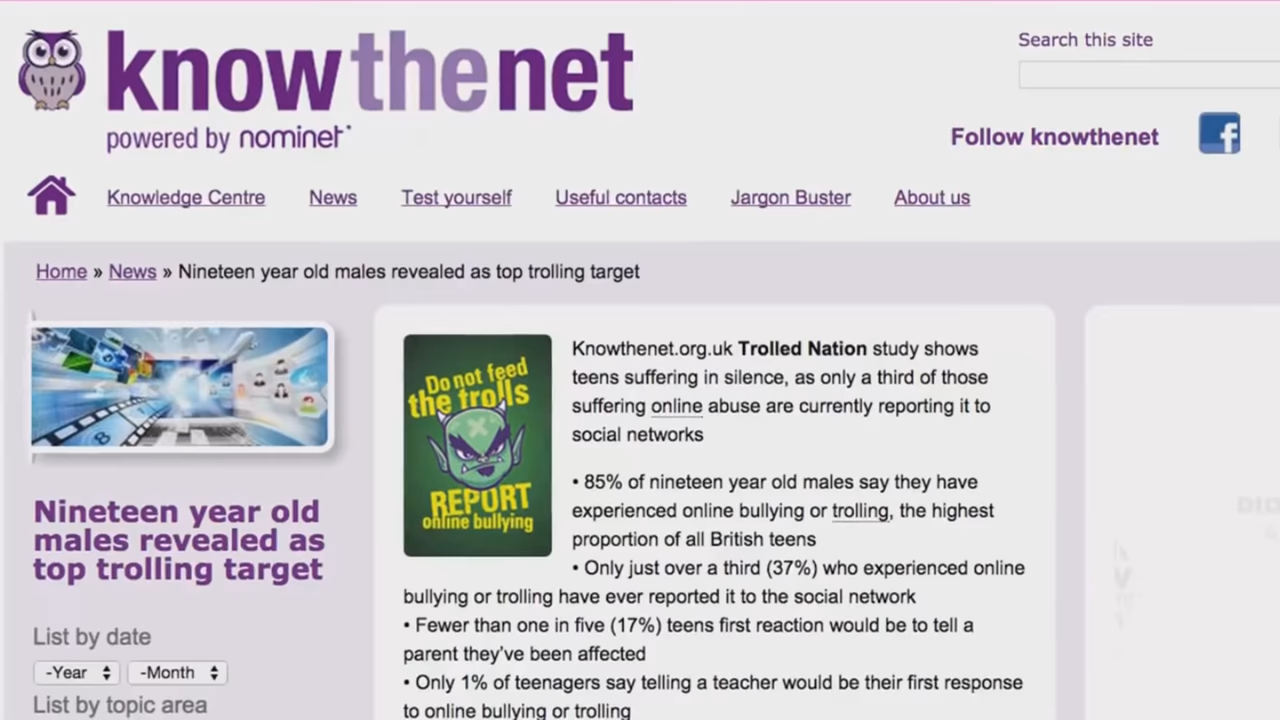 knowthenet
powered by nominet
Search this site
Follow knowthenet
f
Knowledge Centre News Test yourself Useful contacts Jargon Buster About us
Home » News » Nineteen year old males revealed as top trolling target
Nineteen year old
males revealed as
top trolling target
List by date
-Year -Month
List by topic area
Do not feed
the trolls
REPORT
online bullying
Knowthenet.org.uk Trolled Nation study shows
teens suffering in silence, as only a third of those
suffering online abuse are currently reporting it to
social networks
• 85% of nineteen year old males say they have
experienced online bullying or trolling, the highest
proportion of all British teens
• Only just over a third (37%) who experienced online
bullying or trolling have ever reported it to the social network
• Fewer than one in five (17%) teens first reaction would be to tell a
parent they've been affected
• Only 1% of teenagers say telling a teacher would be their first response
to online bullying or trolling